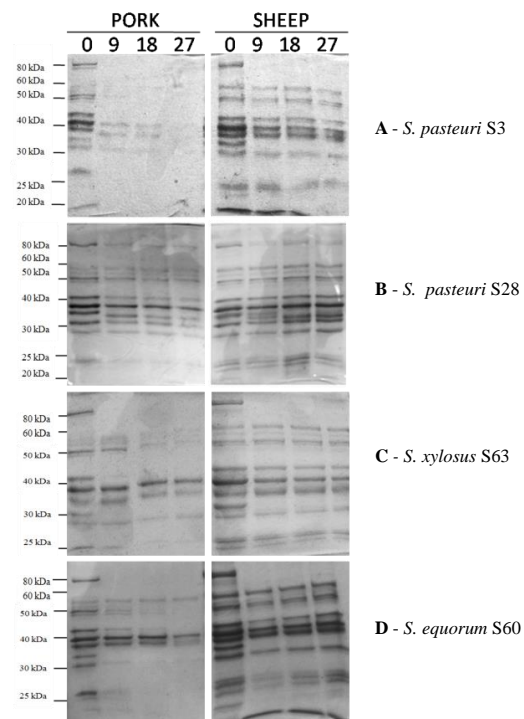 PORK SHEEP
0 9 18 27 0 9 18 27
80 kDa
60 kDa
50 kDa
40 kDa
30 kDa
25 kDa
20 kDa
A - S. pasteuri S3
80 kDa
60 kDa
50 kDa
40 kDa
30 kDa
25 kDa
20 kDa
B - S. pasteuri S28
80 kDa
60 kDa
50 kDa
40 kDa
30 kDa
25 kDa
C - S. xylosus S63
80 kDa
60 kDa
50 kDa
40 kDa
30 kDa
25 kDa
D - S. equorum S60